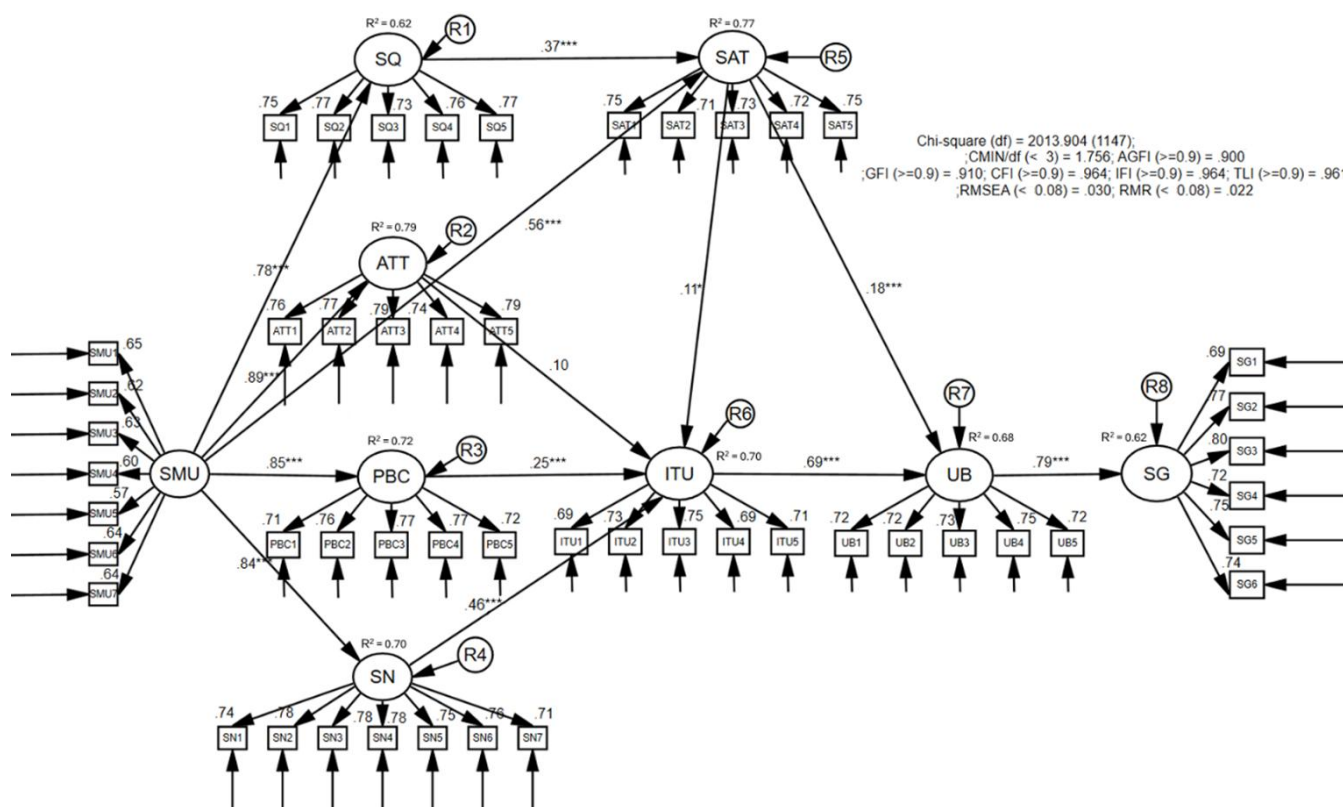 R² = 0.62
R1
R² = 0.77
SQ
.37***
SAT
R5
.75
.77
.73
.76
.77
.75
.71
.73
.72
.75
SQ1
SQ2
SQ3
SQ4
SQ5
SAT1
SAT2
SAT3
SAT4
SAT5
Chi-square (df) = 2013.904 (1147);
;CMIN/df (< 3) = 1.756; AGFI (>=0.9) = .900
;GFI (>=0.9) = .910; CFI (>=0.9) = .964; IFI (>=0.9) = .964; TLI (>=0.9) = .961
;RMSEA (< 0.08) = .030; RMR (< 0.08) = .022
R² = 0.79
R2
ATT
.56***
.78***
.11*
.18***
.76
.77
.79
.74
.79
ATT1
ATT2
ATT3
ATT4
ATT5
.89***
.10
.65
SMU1
.62
SMU2
.63
SMU3
.60
SMU4
.57
SMU5
.64
SMU6
.64
SMU7
SMU
.85***
R² = 0.72
R3
PBC
.25***
R6
R² = 0.70
ITU
.69***
R7
R² = 0.68
UB
.79***
R8
R² = 0.62
SG
.69
SG1
.77
SG2
.80
SG3
.72
SG4
.75
SG5
.74
SG6
.71
.76
.77
.77
.72
PBC1
PBC2
PBC3
PBC4
PBC5
.69
.73
.75
.69
.71
ITU1
ITU2
ITU3
ITU4
ITU5
.72
.72
.73
.75
.72
UB1
UB2
UB3
UB4
UB5
.84**
.46***
R² = 0.70
R4
SN
.74
.78
.78
.78
.75
.76
.71
SN1
SN2
SN3
SN4
SN5
SN6
SN7